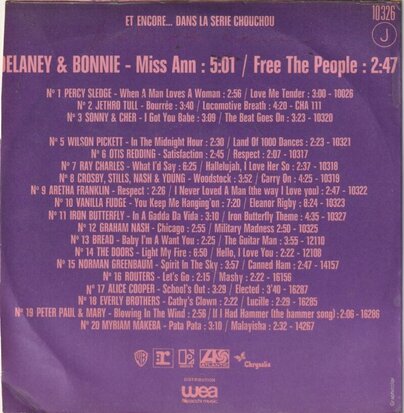 ET ENCORE... DANS LA SERIE CHOUCHOU
10326
J
DELANEY & BONNIE - Miss Ann : 5:01 / Free The People : 2:47
N° 1 PERCY SLEDGE - When A Man Loves A Woman : 2:56 / Love Me Tender : 3:00 - 10026
N° 2 JETHRO TULL - Bourrée : 3:40 / Locomotive Breath : 4:20 - CHA 111
N° 3 SONNY & CHER - I Got You Babe : 3:09 / The Beat Goes On : 3:23 - 10320
N° 5 WILSON PICKETT - In The Midnight Hour : 2:30 / Land Of 1000 Dances : 2:23 - 10321
N° 6 OTIS REDDING - Satisfaction : 2:45 / Respect : 2:07 - 10317
N° 7 RAY CHARLES - What I'd Say : 6:25 / Hallelujah, I Love Her So : 2:37 - 10318
N° 8 CROSBY, STILLS, NASH & YOUNG - Woodstock : 3:52 / Carry On : 4:25 - 10319
N° 9 ARETHA FRANKLIN - Respect : 2:26 / I Never Loved A Man (the way I Love you) : 2:47 - 10322
N° 10 VANILLA FUDGE - You Keep Me Hanging'on : 7:20 / Eleanor Rigby : 8:24 - 10323
N° 11 IRON BUTTERFLY - In A Gadda Da Vida : 3:10 / Iron Butterfly Theme : 4:35 - 10327
N° 12 GRAHAM NASH - Chicago : 2:55 / Military Madness : 2:50 - 10325
N° 13 BREAD - Baby I'm A Want You : 2:25 / The Guitar Man : 3:55 - 12110
N° 14 THE DOORS - Light My Fire : 6:50 / Hello, I Love You : 2:22 - 12108
N° 15 NORMAN GREENBAUM - Spirit In The Sky : 3:57 / Canned Ham : 2:47 - 14157
N° 16 ROUTERS - Let's Go : 2:15 / Mashy : 2:22 - 16156
N° 17 ALICE COOPER - School's Out : 3:29 / Elected : 3:40 - 16287
N° 18 EVERLY BROTHERS - Cathy's Clown : 2:22 / Lucille : 2:29 - 16285
N° 19 PETER PAUL & MARY - Blowing In The Wind : 2:56 / If I Had Hammer (the hammer song) : 2:06 - 16286
N° 20 MYRIAM MAKEBA - Pata Pata : 3:10 / Malayisha : 2:32 - 14267
ATLANTIC
Chrysalis
DISTRIBUTION
wea
filipacchi music.